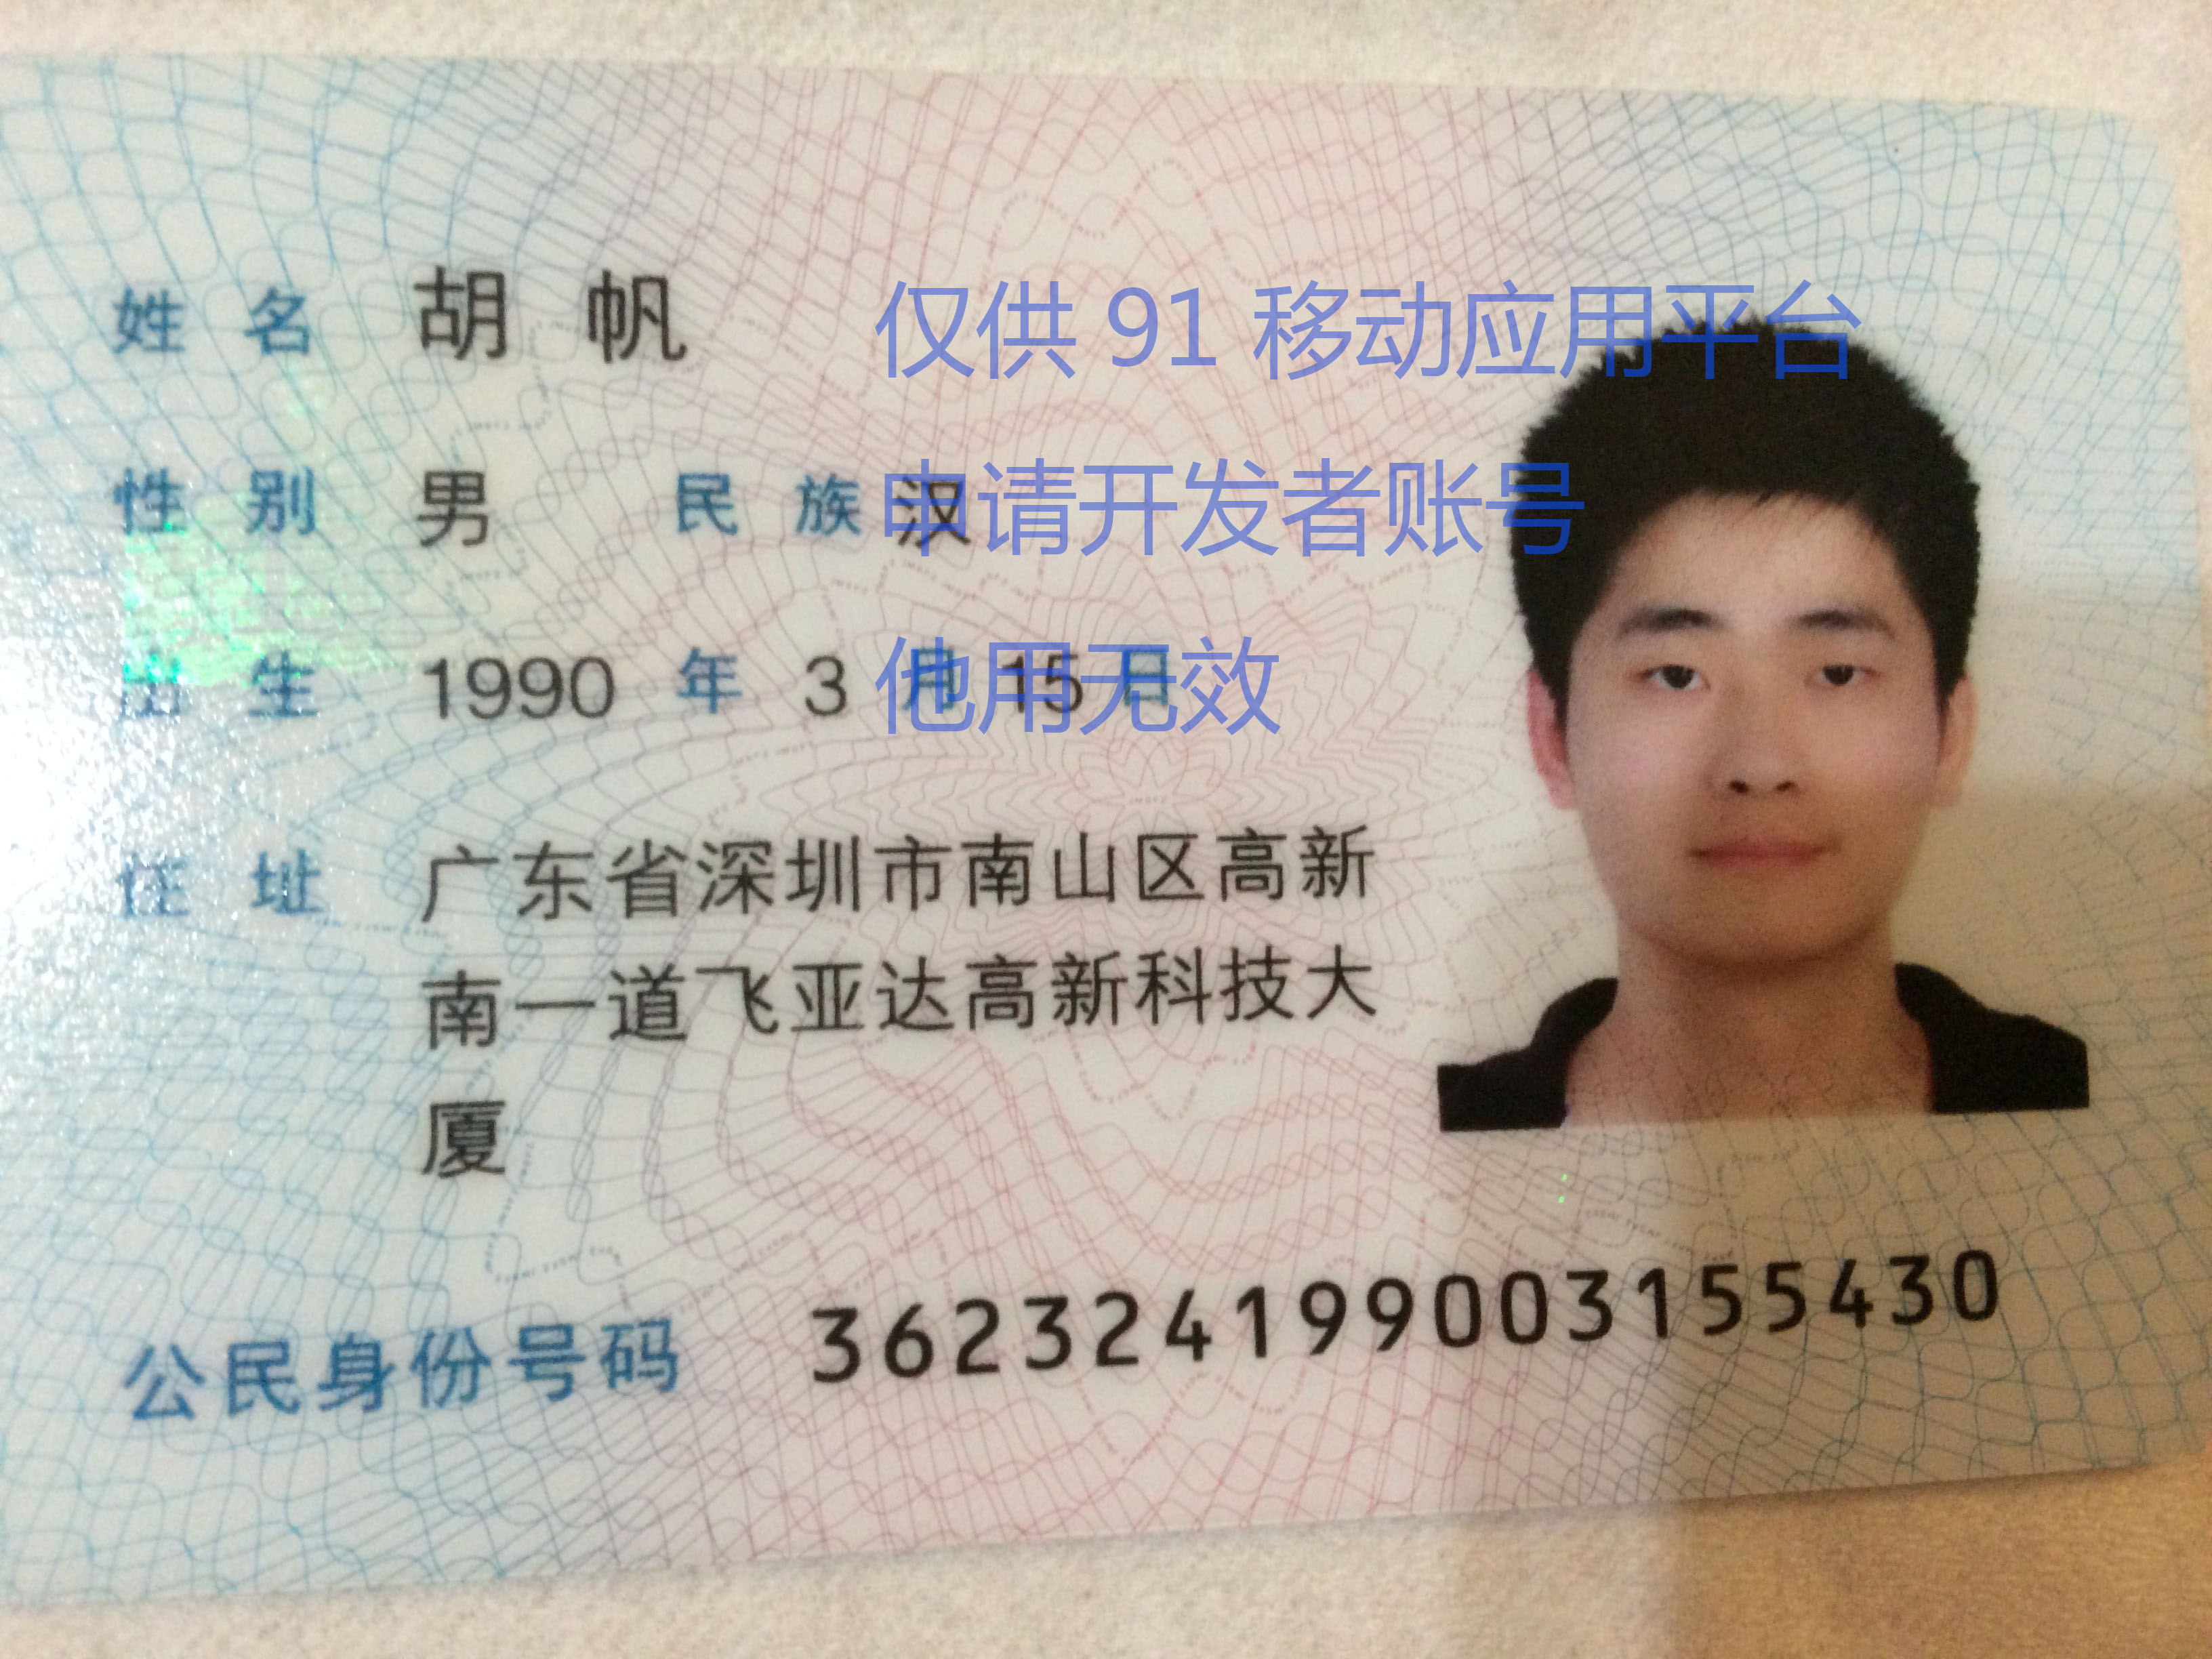 姓名 胡帆
仅供 91 移动应用平台
性别 男 民族 汉
申请开发者账号
出生 1990 年 3 月 15 日
他用无效
住址 广东省深圳市南山区高新
南一道飞亚达高新科技大
厦
公民身份号码 362324199003155430